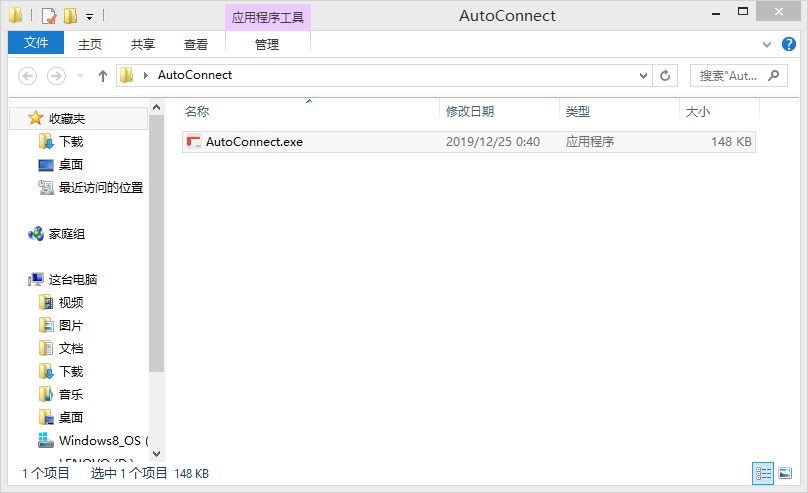 应用程序工具
AutoConnect
文件
主页
共享
查看
管理
AutoConnect
搜索"Aut...
名称
修改日期
类型
大小
AutoConnect.exe
2019/12/25 0:40
应用程序
148 KB
收藏夹
下载
桌面
最近访问的位置
家庭组
这台电脑
视频
图片
文档
下载
音乐
桌面
Windows8_OS (
LENOVO (D:)
1 个项目
选中 1 个项目
148 KB